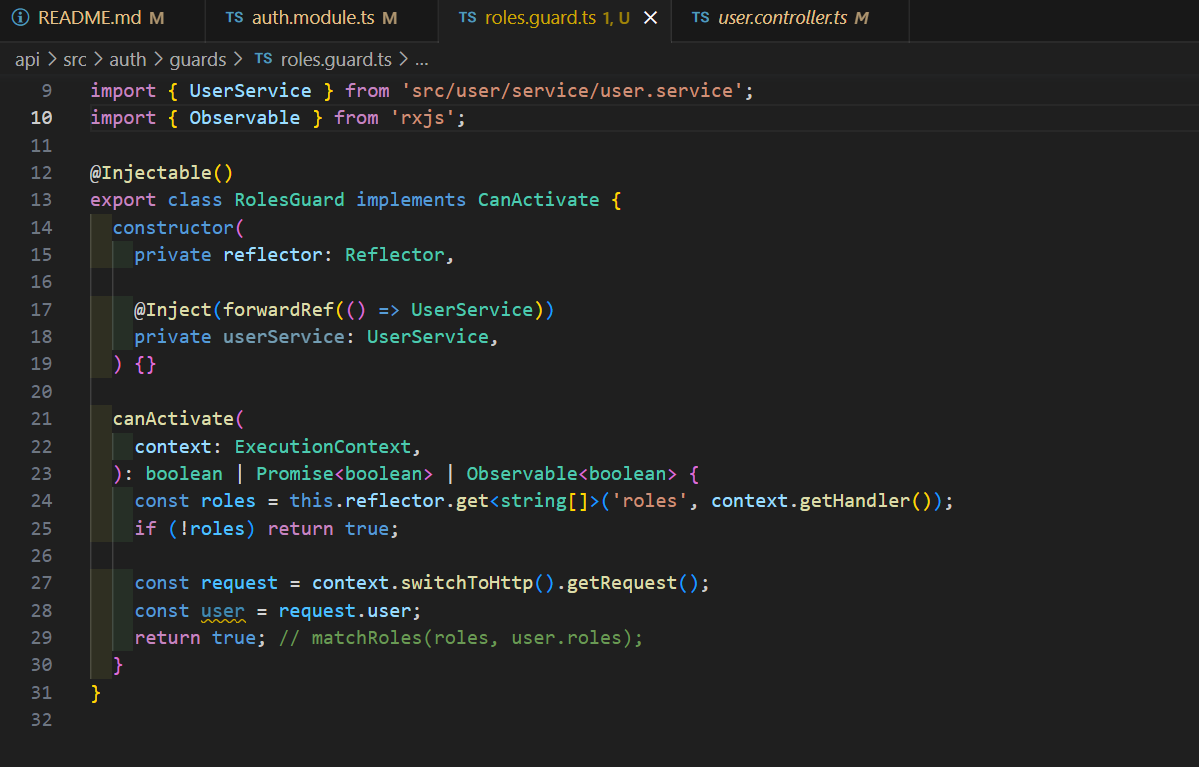 README.md M
TS auth.module.ts M
TS roles.guard.ts 1, U
TS user.controller.ts M
api > src > auth > guards > TS roles.guard.ts > ...
9 import { UserService } from 'src/user/service/user.service';
10 import { Observable } from 'rxjs';
11
12 @Injectable()
13 export class RolesGuard implements CanActivate {
14 constructor(
15 private reflector: Reflector,
16
17 @Inject(forwardRef(() => UserService))
18 private userService: UserService,
19 ) {}
20
21 canActivate(
22 context: ExecutionContext,
23 ): boolean | Promise<boolean> | Observable<boolean> {
24 const roles = this.reflector.get<string[]>('roles', context.getHandler());
25 if (!roles) return true;
26
27 const request = context.switchToHttp().getRequest();
28 const user = request.user;
29 return true; // matchRoles(roles, user.roles);
30 }
31 }
32